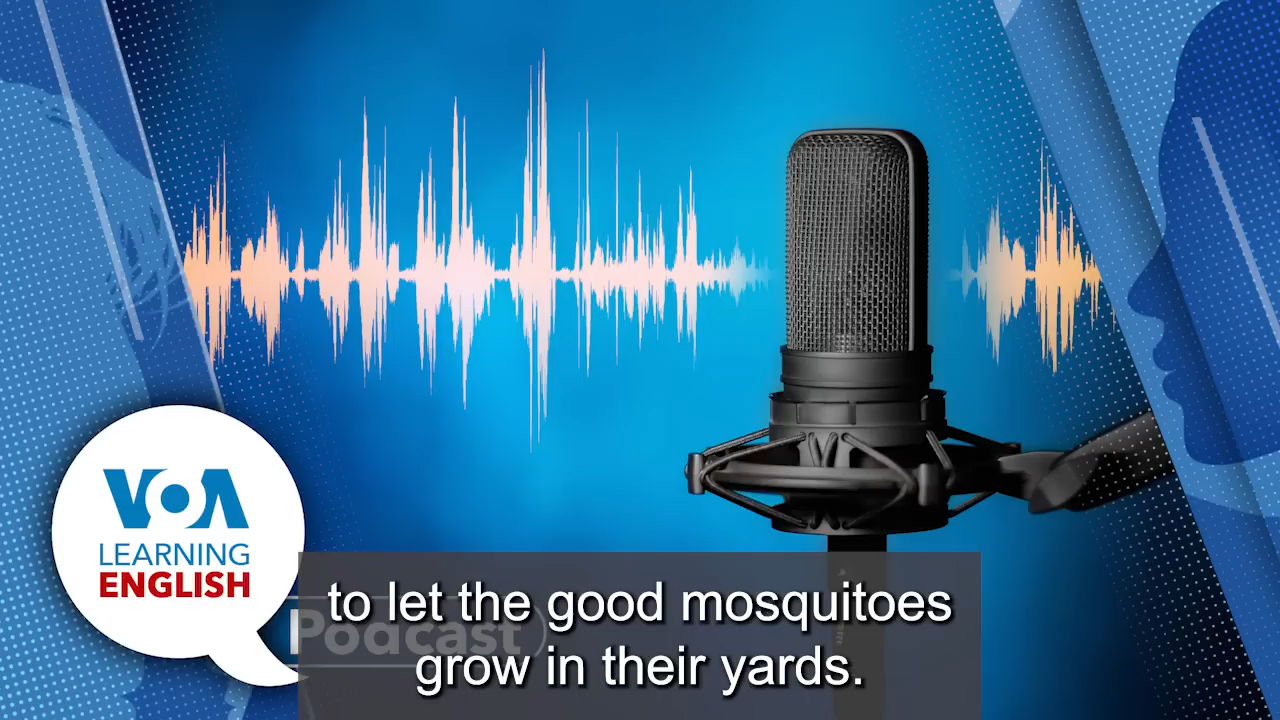 VOA
LEARNING
ENGLISH
Podcast
to let the good mosquitoes
grow in their yards.